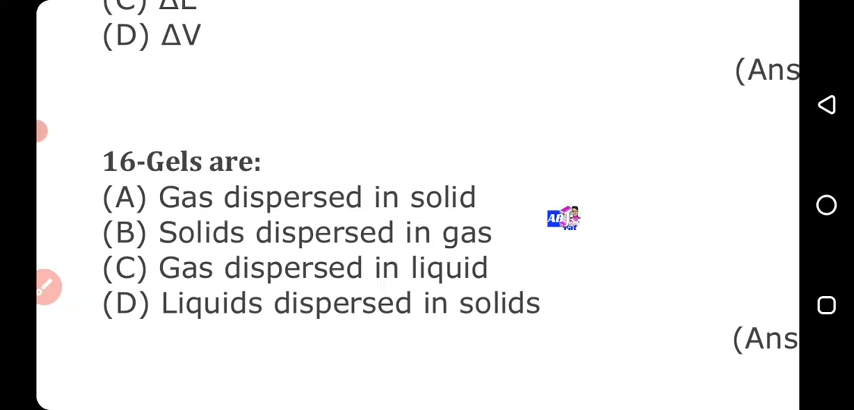 (D) ΔV
(Ans
16-Gels are:
(A) Gas dispersed in solid
(B) Solids dispersed in gas
(C) Gas dispersed in liquid
(D) Liquids dispersed in solids
(Ans